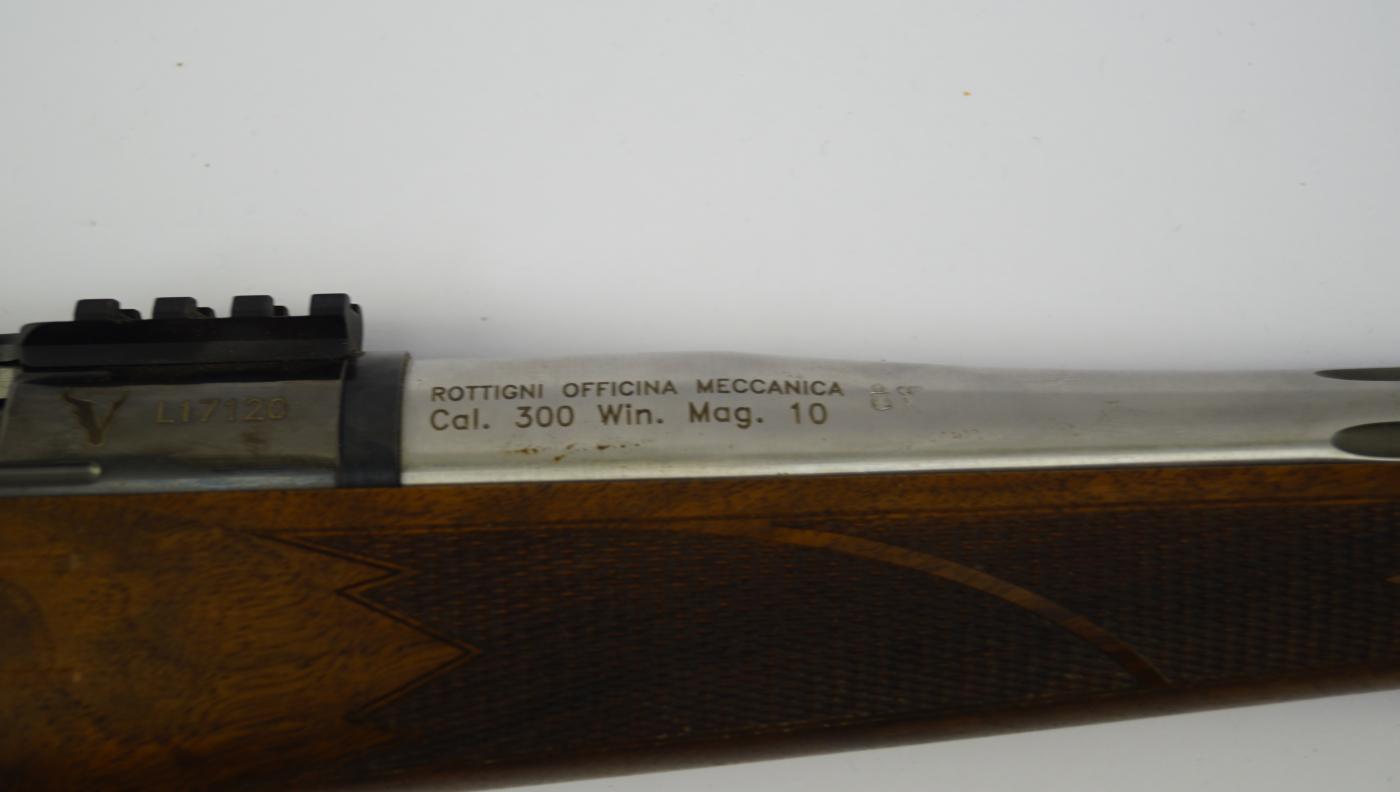 ROTTIGNI OFFICINA MECCANICA
Cal. 300 Win. Mag. 10
L17120